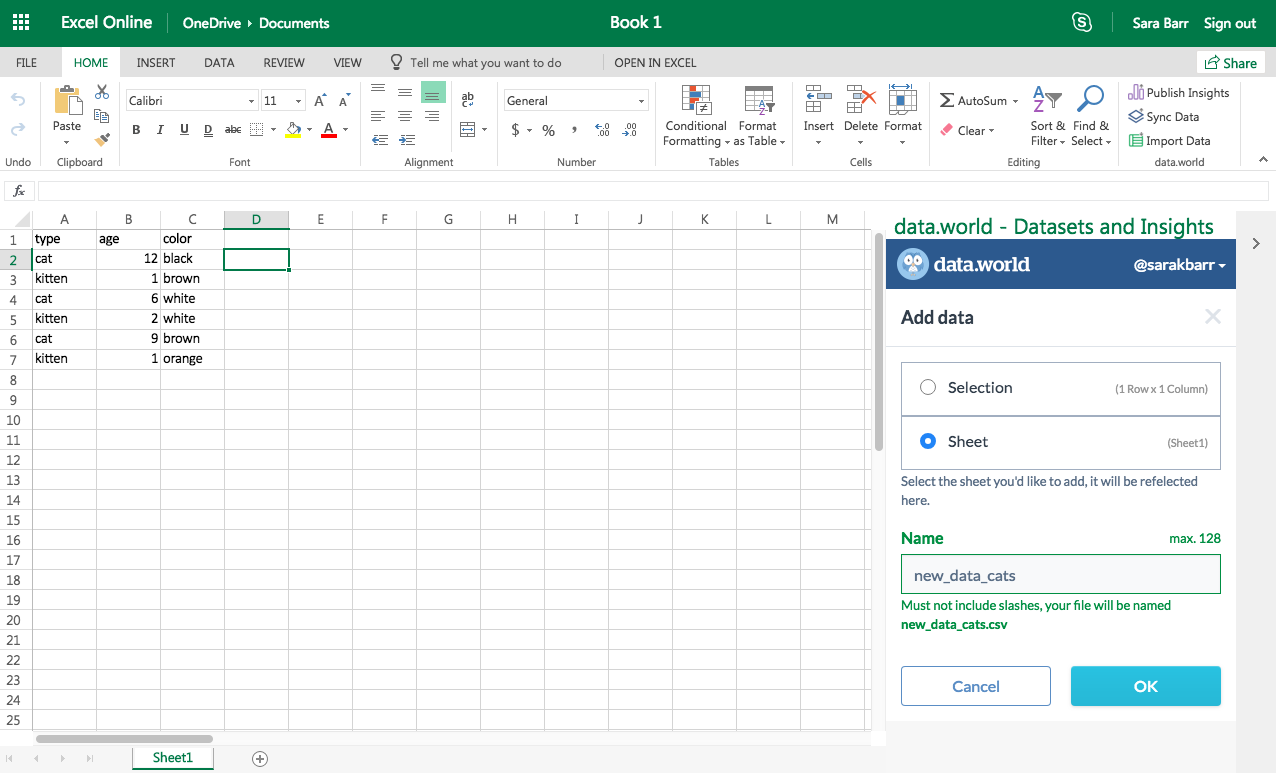 Excel Online OneDrive Documents Book 1 Sara Barr Sign out
FILE HOME INSERT DATA REVIEW VIEW Tell me what you want to do OPEN IN EXCEL Share
Calibri 11 ab c General AutoSum Publish Insights
Paste Conditional Format Insert Delete Format Sort & Find & Sync Data
B I U D abc A $ % , .00 Formatting as Table Clear Filter Select Import Data
Undo Clipboard Font Alignment Number Tables Cells Editing data.world
fx
A B C D E F G H I J K L M
1 type age color
2 cat 12 black
3 kitten 1 brown
4 cat 6 white
5 kitten 2 white
6 cat 9 brown
7 kitten 1 orange
8
9
10
11
12
13
14
15
16
17
18
19
20
21
22
23
24
25
Sheet1
data.world - Datasets and Insights
data.world @sarakbarr
Add data
Selection (1 Row x 1 Column)
Sheet (Sheet1)
Select the sheet you'd like to add, it will be refelected
here.
Name max. 128
new_data_cats
Must not include slashes, your file will be named
new_data_cats.csv
Cancel OK